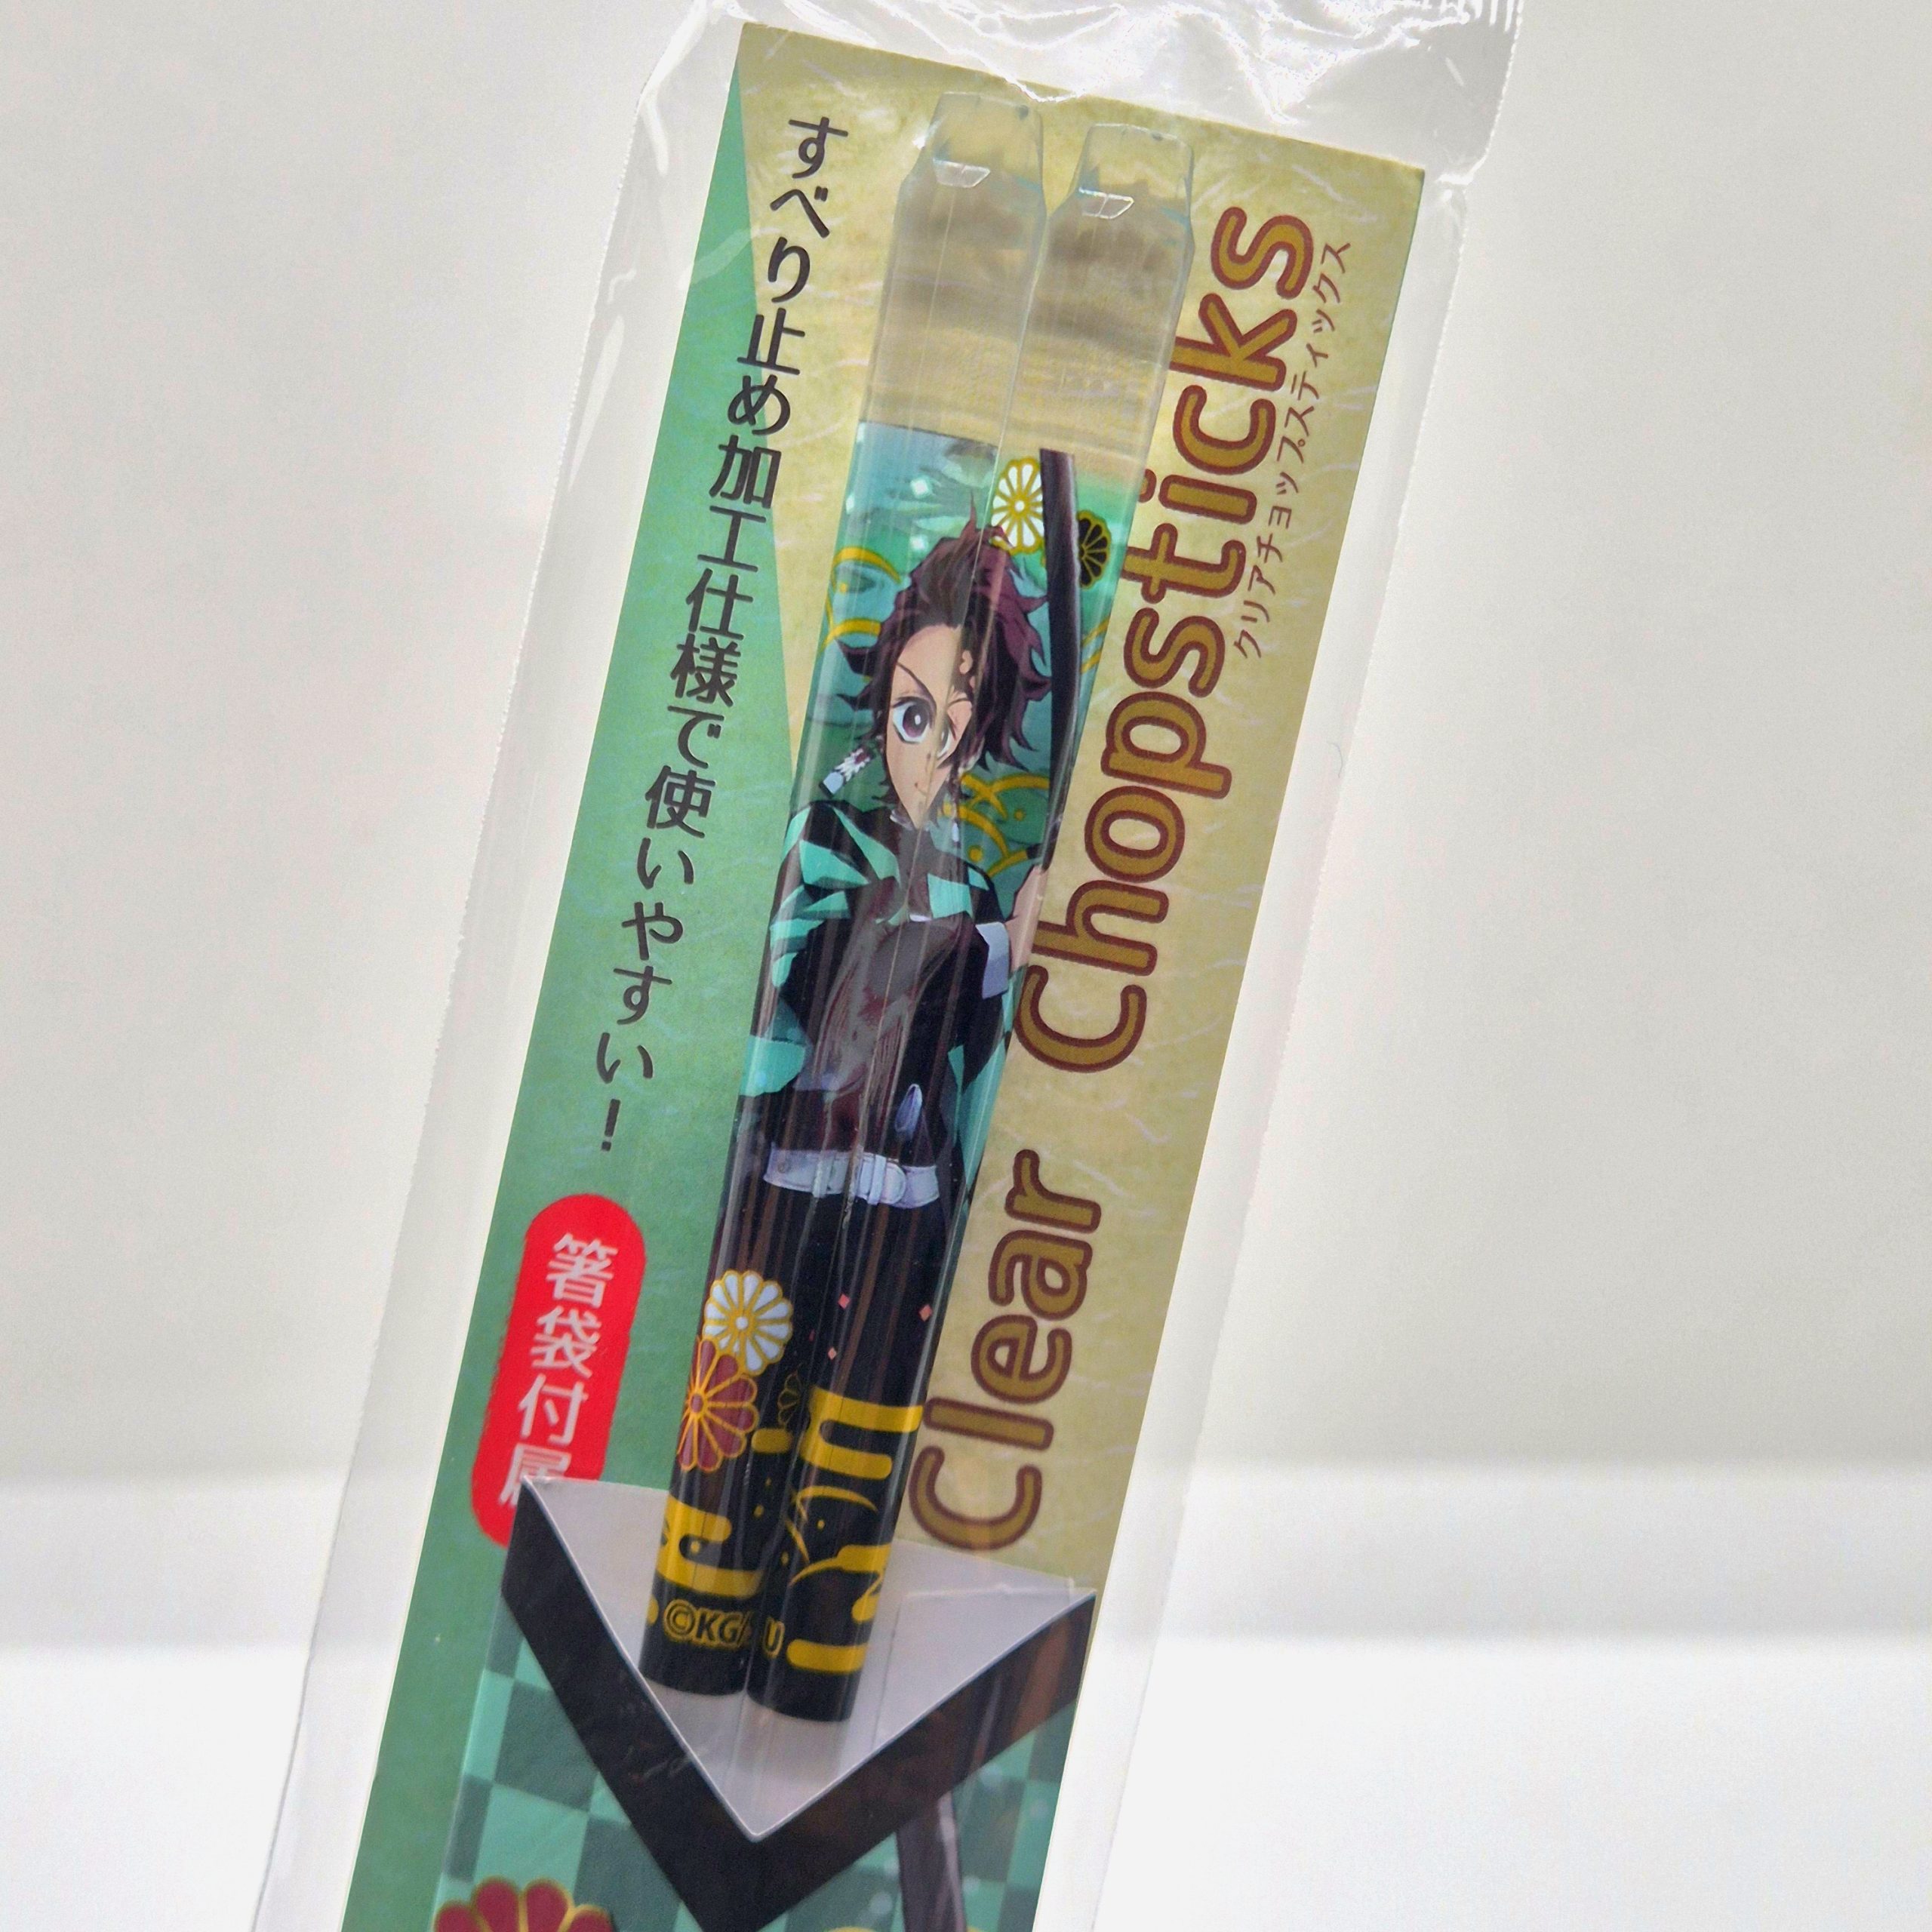 すべり止め加工仕様で使いやすい！
Clear Chopsticks
クリアチョップスティックス
箸袋付属